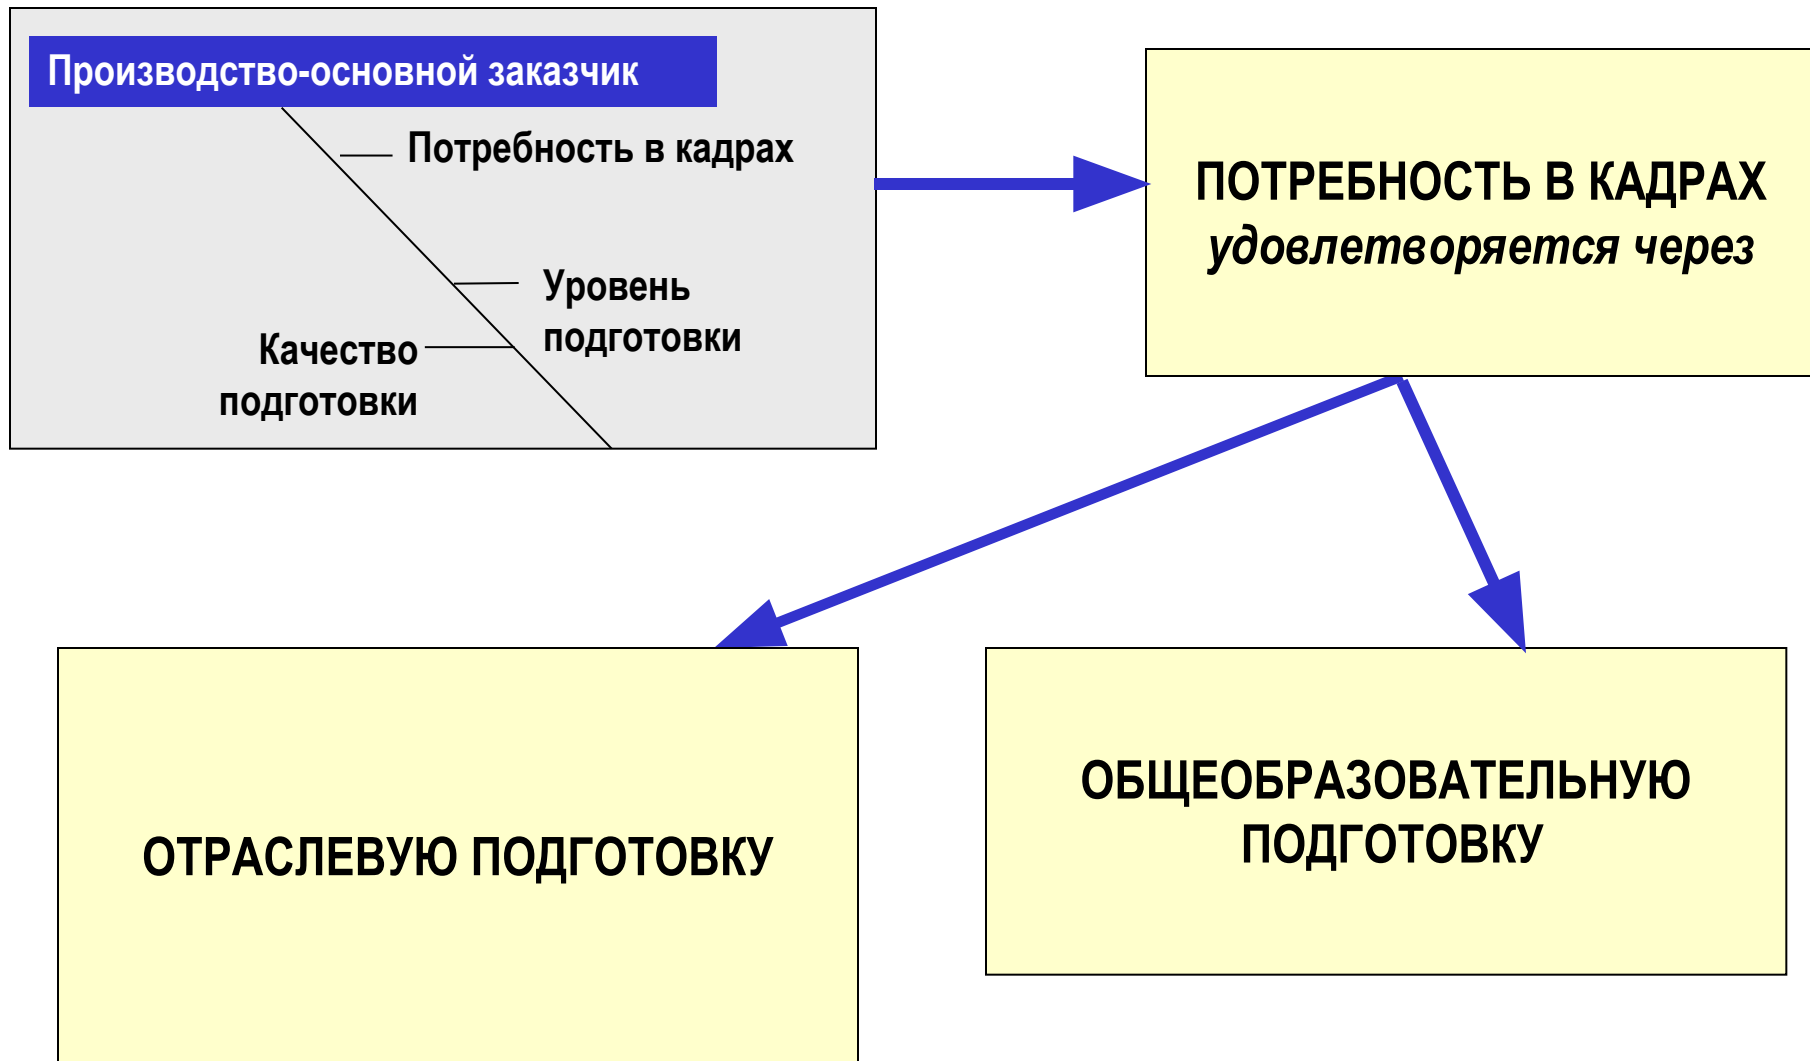 Производство-основной заказчик
Потребность в кадрах
Уровень
подготовки
Качество
подготовки
ПОТРЕБНОСТЬ В КАДРАХ
удовлетворяется через
ОТРАСЛЕВУЮ ПОДГОТОВКУ
ОБЩЕОБРАЗОВАТЕЛЬНУЮ
ПОДГОТОВКУ